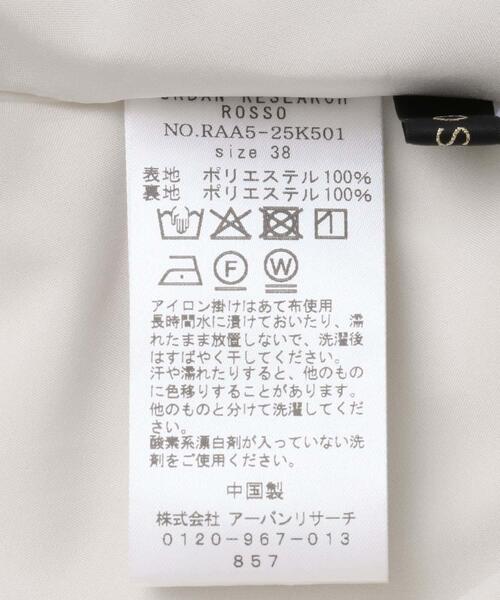 URBAN RESEARCH
ROSSO
NO.RAA5-25K501
size 38
表地 ポリエステル100%
裏地 ポリエステル100%
F W
アイロン掛けはあて布使用
長時間水に漬けておいたり、濡
れたまま放置しないで、洗濯後
はすばやく干してください。
汗や濡れたりすると、他のもの
に色移りすることがあります。
他のものと分けて洗濯してくだ
さい。
酸素系漂白剤が入っていない洗
剤をご使用ください。
中国製
株式会社 アーバンリサーチ
0120-967-013
857